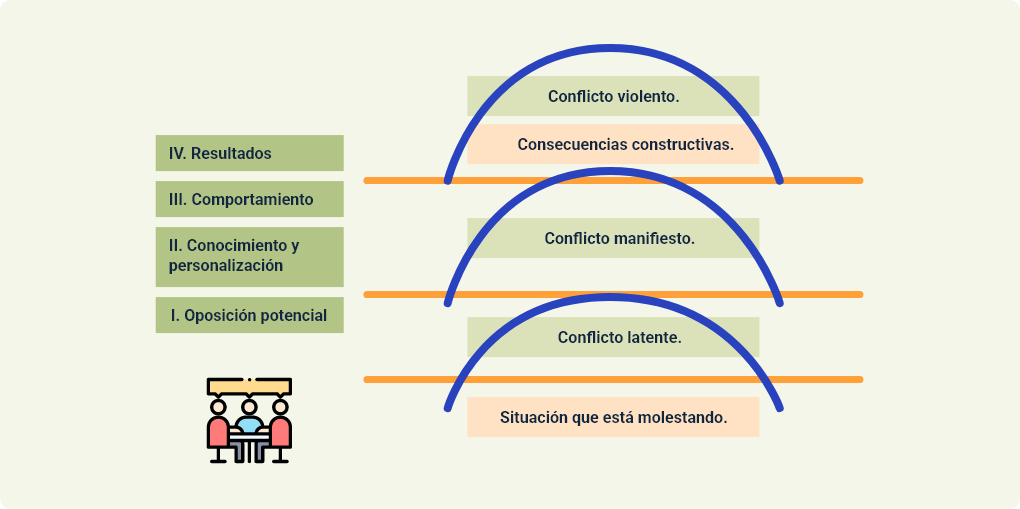 IV. Resultados
III. Comportamiento
II. Conocimiento y
personalización
I. Oposición potencial
Conflicto violento.
Consecuencias constructivas.
Conflicto manifiesto.
Conflicto latente.
Situación que está molestando.